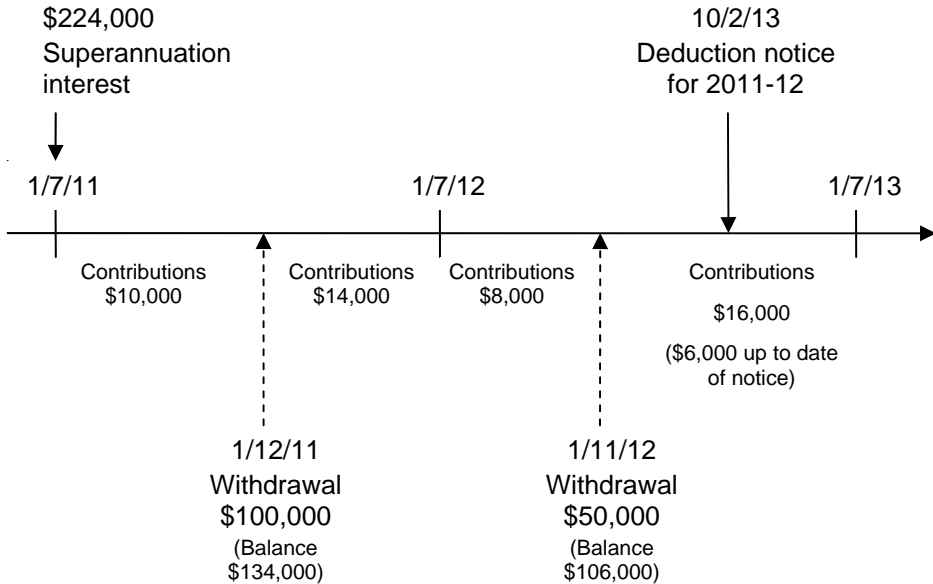 $224,000
Superannuation
interest
10/2/13
Deduction notice
for 2011-12
1/7/11
1/7/12
1/7/13
Contributions
$10,000
Contributions
$14,000
Contributions
$8,000
Contributions
$16,000
($6,000 up to date
of notice)
1/12/11
Withdrawal
$100,000
(Balance
$134,000)
1/11/12
Withdrawal
$50,000
(Balance
$106,000)